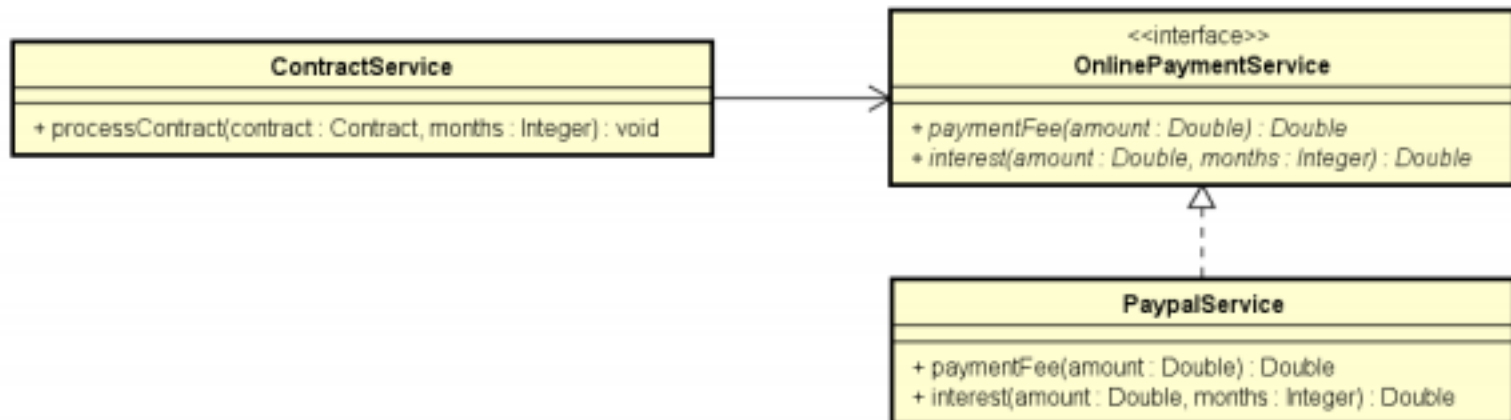 ContractService
+ processContract(contract : Contract, months : Integer) : void
<<interface>>
OnlinePaymentService
+ paymentFee(amount : Double) : Double
+ interest(amount : Double, months : Integer) : Double
PaypalService
+ paymentFee(amount : Double) : Double
+ interest(amount : Double, months : Integer) : Double